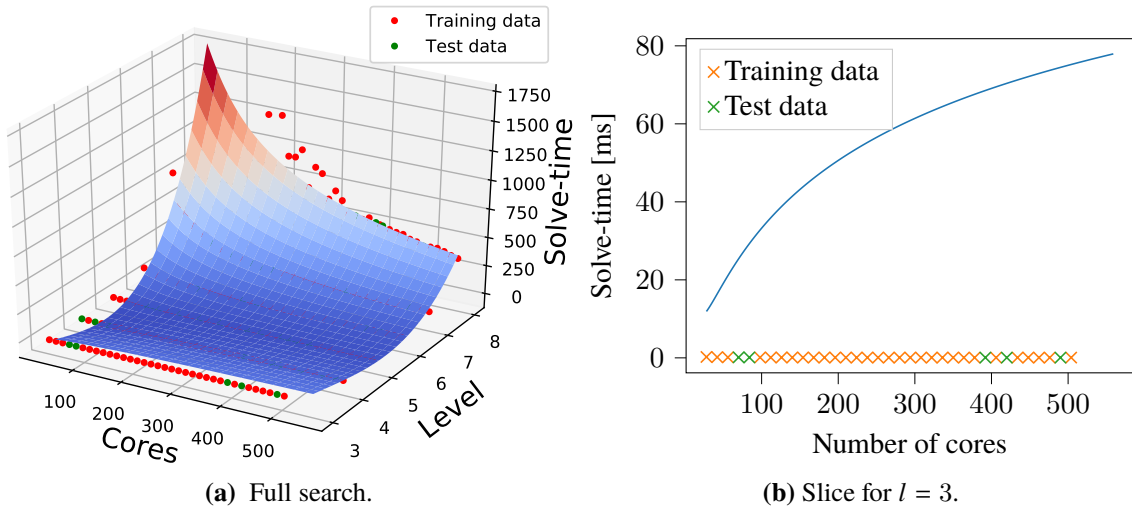 Training data
Test data
1750
1500
1250
1000
750
500
250
0
Solve-time
8
7
6
5
4
3
Level
100
200
300
400
500
Cores
(a) Full search.
80
60
40
20
0
Solve-time [ms]
Training data
Test data
100
200
300
400
500
Number of cores
(b) Slice for l = 3.